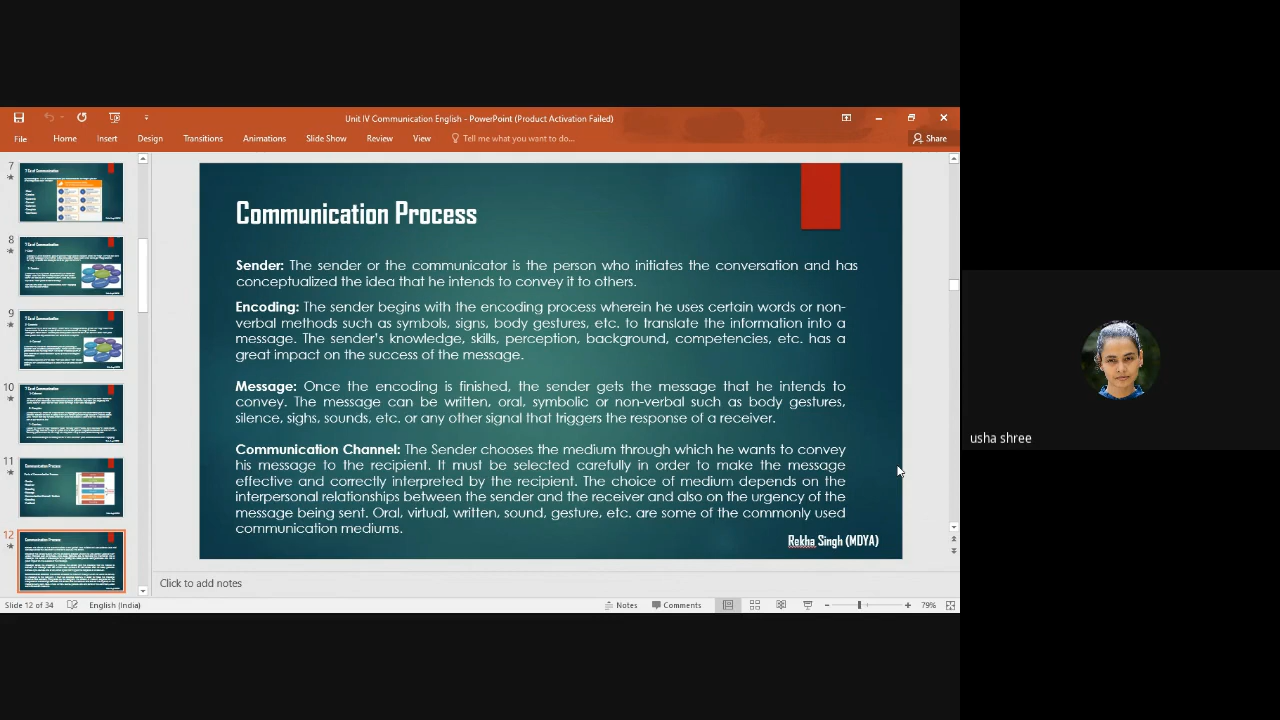 Unit IV Communication English - PowerPoint (Product Activation Failed)
File Home Insert Design Transitions Animations Slide Show Review View Tell me what you want to do... Share
7
8
9
10
11
12
Communication Process
Sender: The sender or the communicator is the person who initiates the conversation and has
conceptualized the idea that he intends to convey it to others.
Encoding: The sender begins with the encoding process wherein he uses certain words or non-
verbal methods such as symbols, signs, body gestures, etc. to translate the information into a
message. The sender's knowledge, skills, perception, background, competencies, etc. has a
great impact on the success of the message.
Message: Once the encoding is finished, the sender gets the message that he intends to
convey. The message can be written, oral, symbolic or non-verbal such as body gestures,
silence, sighs, sounds, etc. or any other signal that triggers the response of a receiver.
Communication Channel: The Sender chooses the medium through which he wants to convey
his message to the recipient. It must be selected carefully in order to make the message
effective and correctly interpreted by the recipient. The choice of medium depends on the
interpersonal relationships between the sender and the receiver and also on the urgency of the
message being sent. Oral, virtual, written, sound, gesture, etc. are some of the commonly used
communication mediums.
Rekha Singh (MDYA)
Click to add notes
Slide 12 of 34 English (India) Notes Comments 79%
usha shree